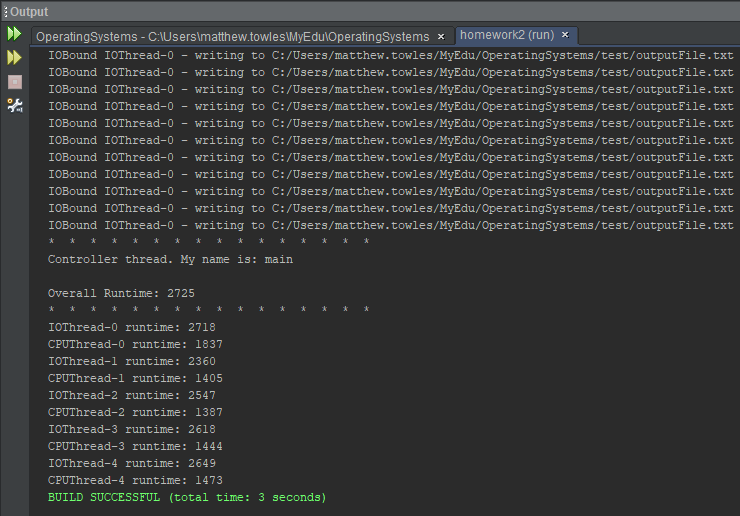 Output
OperatingSystems - C:\Users\matthew.towles\MyEdu\OperatingSystems × homework2 (run) ×
IOBound IOThread-0 - writing to C:/Users/matthew.towles/MyEdu/OperatingSystems/test/outputFile.txt
IOBound IOThread-0 - writing to C:/Users/matthew.towles/MyEdu/OperatingSystems/test/outputFile.txt
IOBound IOThread-0 - writing to C:/Users/matthew.towles/MyEdu/OperatingSystems/test/outputFile.txt
IOBound IOThread-0 - writing to C:/Users/matthew.towles/MyEdu/OperatingSystems/test/outputFile.txt
IOBound IOThread-0 - writing to C:/Users/matthew.towles/MyEdu/OperatingSystems/test/outputFile.txt
IOBound IOThread-0 - writing to C:/Users/matthew.towles/MyEdu/OperatingSystems/test/outputFile.txt
IOBound IOThread-0 - writing to C:/Users/matthew.towles/MyEdu/OperatingSystems/test/outputFile.txt
IOBound IOThread-0 - writing to C:/Users/matthew.towles/MyEdu/OperatingSystems/test/outputFile.txt
IOBound IOThread-0 - writing to C:/Users/matthew.towles/MyEdu/OperatingSystems/test/outputFile.txt
IOBound IOThread-0 - writing to C:/Users/matthew.towles/MyEdu/OperatingSystems/test/outputFile.txt
IOBound IOThread-0 - writing to C:/Users/matthew.towles/MyEdu/OperatingSystems/test/outputFile.txt
* * * * * * * * * * * * * * * *
Controller thread. My name is: main
Overall Runtime: 2725
* * * * * * * * * * * * * * * *
IOThread-0 runtime: 2718
CPUThread-0 runtime: 1837
IOThread-1 runtime: 2360
CPUThread-1 runtime: 1405
IOThread-2 runtime: 2547
CPUThread-2 runtime: 1387
IOThread-3 runtime: 2618
CPUThread-3 runtime: 1444
IOThread-4 runtime: 2649
CPUThread-4 runtime: 1473
BUILD SUCCESSFUL (total time: 3 seconds)